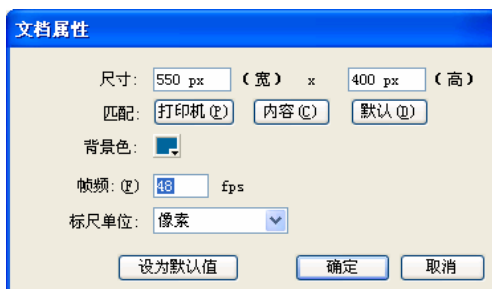 文档属性
尺寸: 550 px (宽) x 400 px (高)
匹配: 打印机(P) 内容(C) 默认(D)
背景色:
帧频:(F) 48 fps
标尺单位: 像素
设为默认值 确定 取消